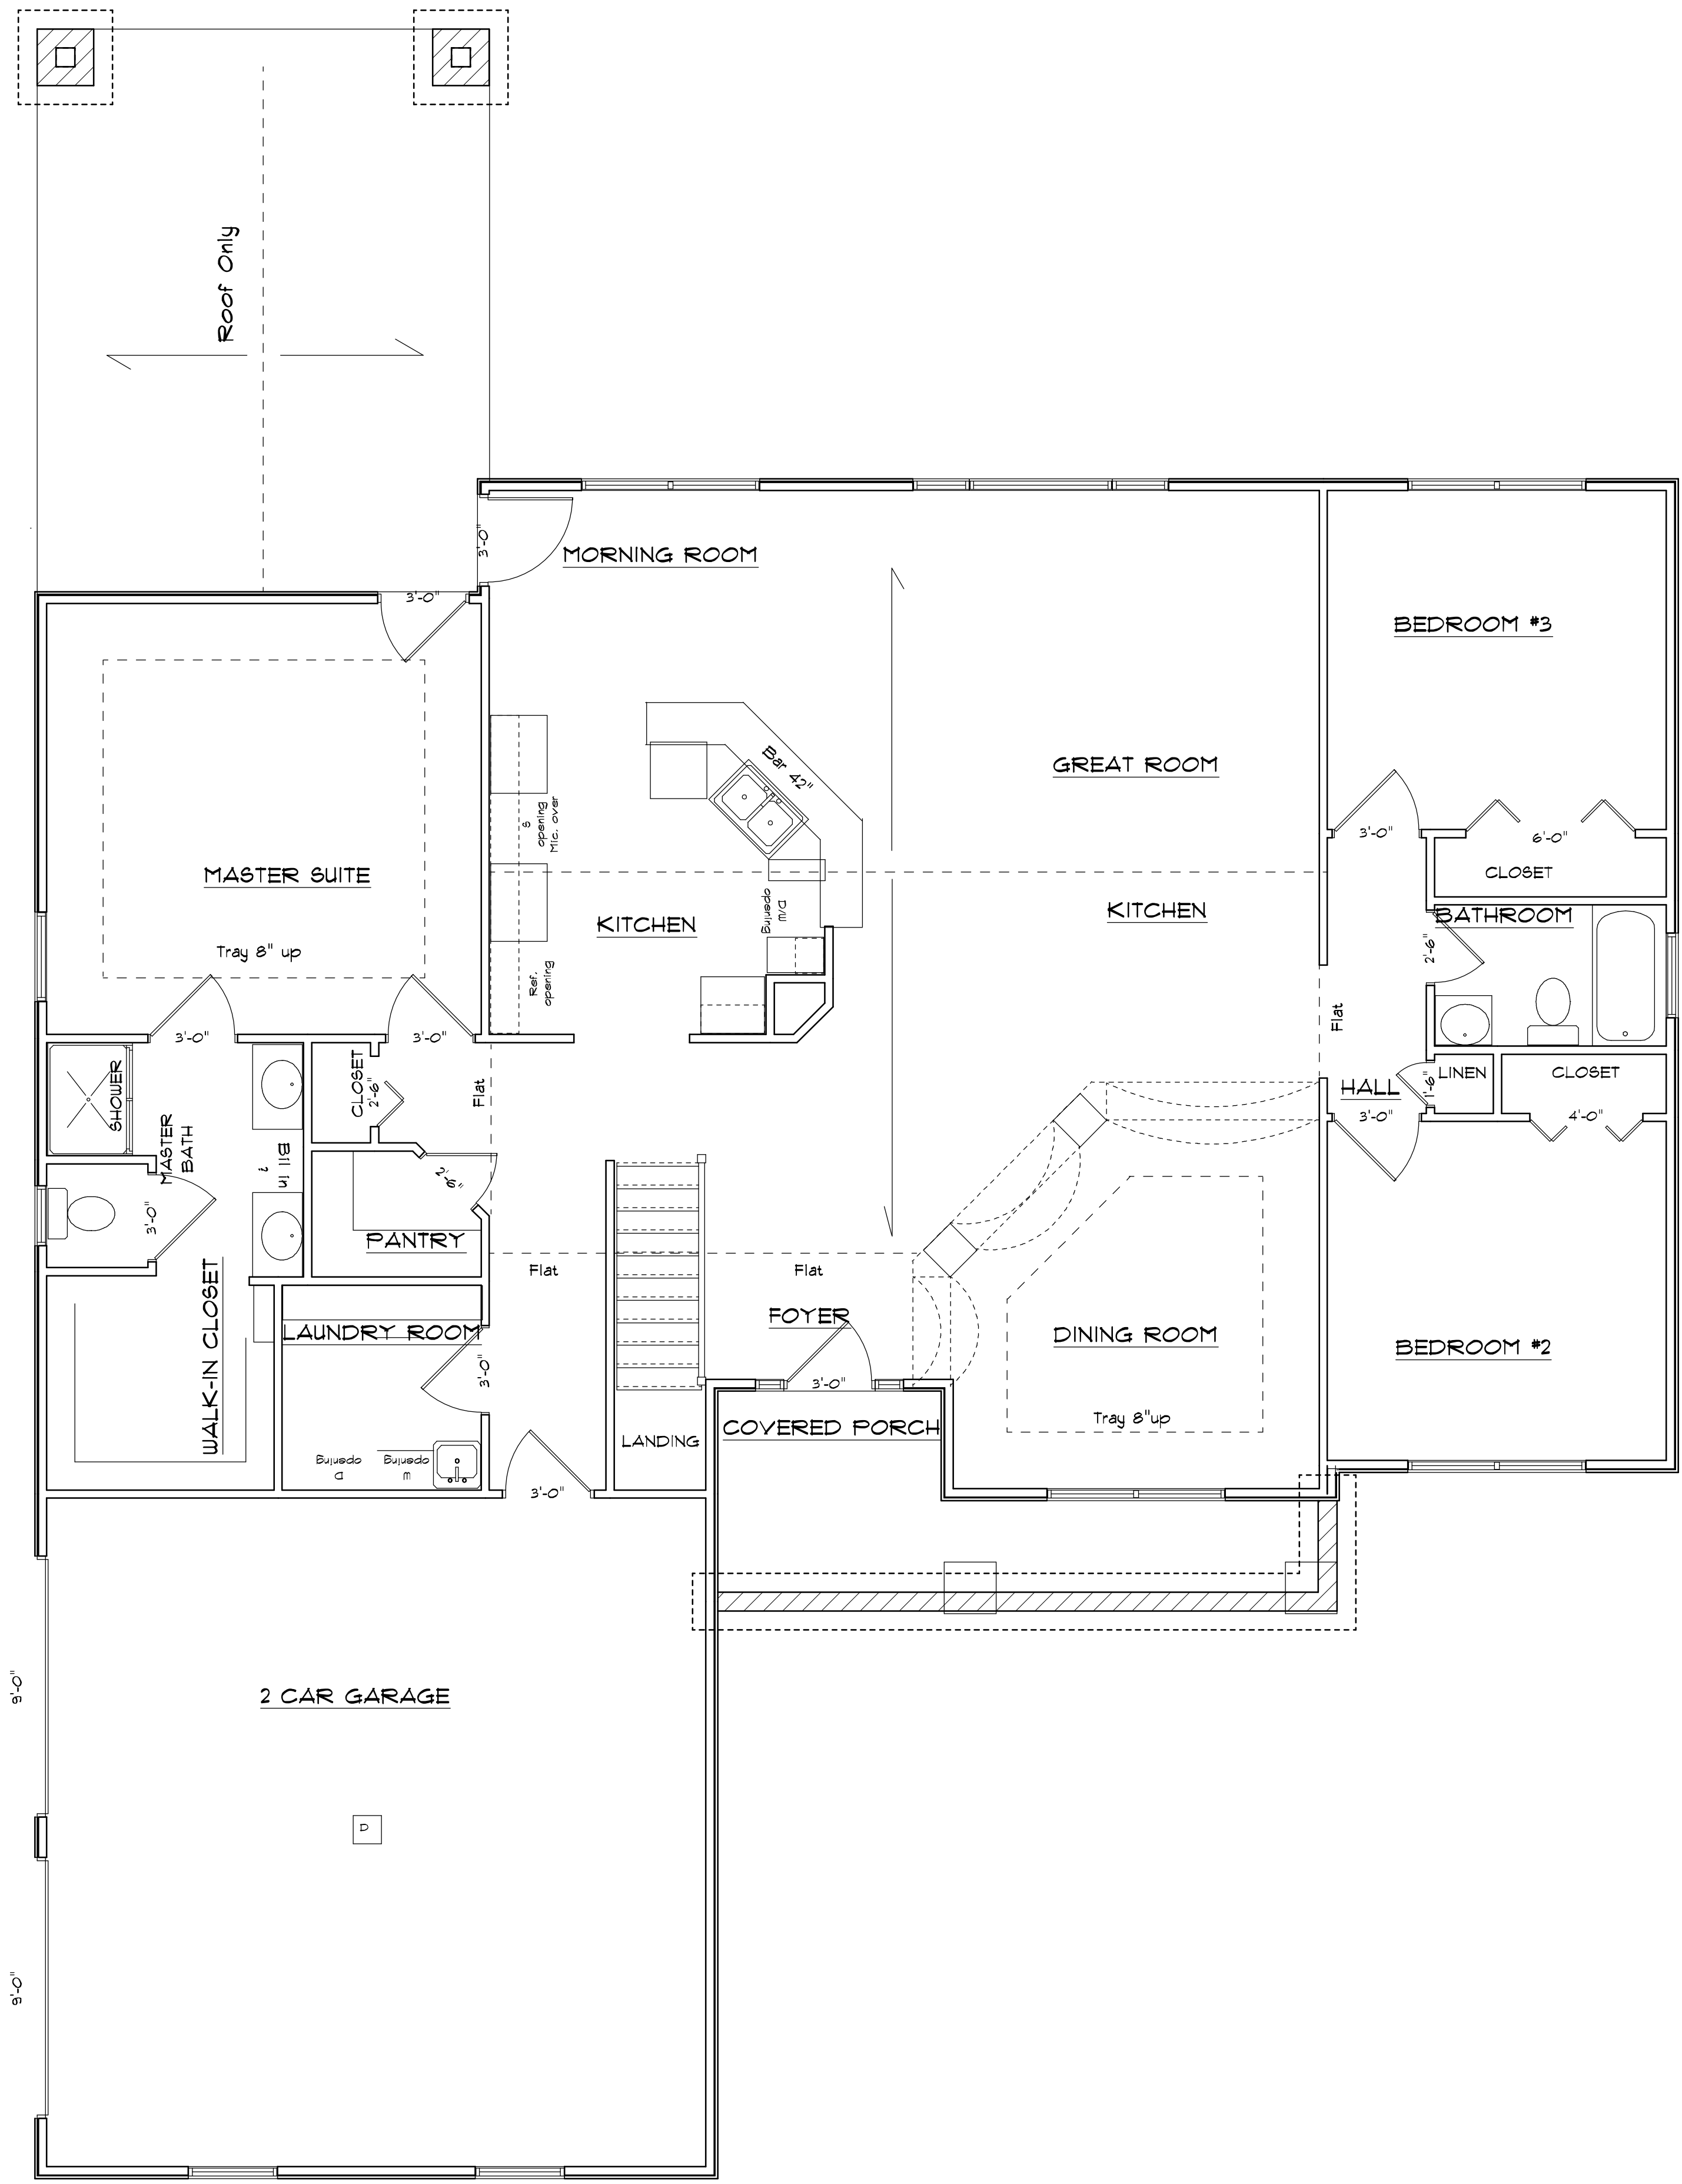 Roof Only
3'-0"
MORNING ROOM
3'-0"
BEDROOM #3
Bar 42"
GREAT ROOM
S
opening
Mic. over
3'-0"
6'-0"
MASTER SUITE
CLOSET
KITCHEN
D/W
opening
KITCHEN
BATHROOM
Tray 8" up
2'-6"
Ref.
opening
Flat
3'-0"
3'-0"
SHOWER
CLOSET
2'-6"
Flat
HALL
1'-6"
LINEN
CLOSET
3'-0"
4'-0"
MASTER
BATH
Bil in
?
2'-6"
3'-0"
PANTRY
Flat
Flat
WALK-IN CLOSET
LAUNDRY ROOM
FOYER
DINING ROOM
BEDROOM #2
3'-0"
3'-0"
Tray 8"up
COVERED PORCH
LANDING
D
opening
W
opening
3'-0"
9'-0"
2 CAR GARAGE
D
9'-0"